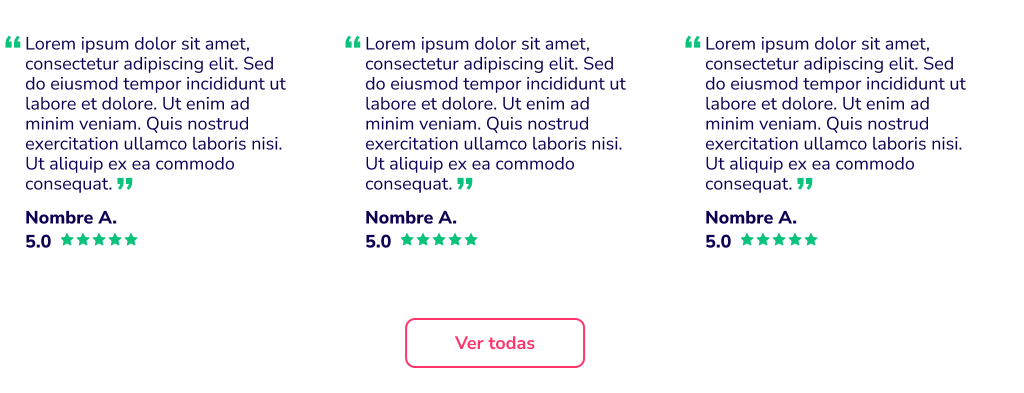 ❝ Lorem ipsum dolor sit amet,
consectetur adipiscing elit. Sed
do eiusmod tempor incididunt ut
labore et dolore. Ut enim ad
minim veniam. Quis nostrud
exercitation ullamco laboris nisi.
Ut aliquip ex ea commodo
consequat. ❞
Nombre A.
5.0 ★★★★★
❝ Lorem ipsum dolor sit amet,
consectetur adipiscing elit. Sed
do eiusmod tempor incididunt ut
labore et dolore. Ut enim ad
minim veniam. Quis nostrud
exercitation ullamco laboris nisi.
Ut aliquip ex ea commodo
consequat. ❞
Nombre A.
5.0 ★★★★★
❝ Lorem ipsum dolor sit amet,
consectetur adipiscing elit. Sed
do eiusmod tempor incididunt ut
labore et dolore. Ut enim ad
minim veniam. Quis nostrud
exercitation ullamco laboris nisi.
Ut aliquip ex ea commodo
consequat. ❞
Nombre A.
5.0 ★★★★★
Ver todas